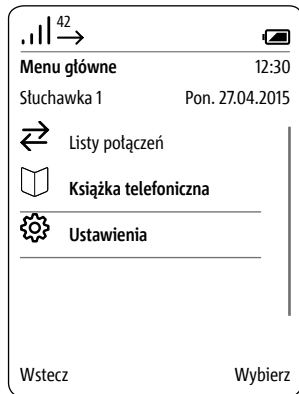 42
Menu główne 12:30
Słuchawka 1 Pon. 27.04.2015
Listy połączeń
Książka telefoniczna
Ustawienia
Wstecz Wybierz